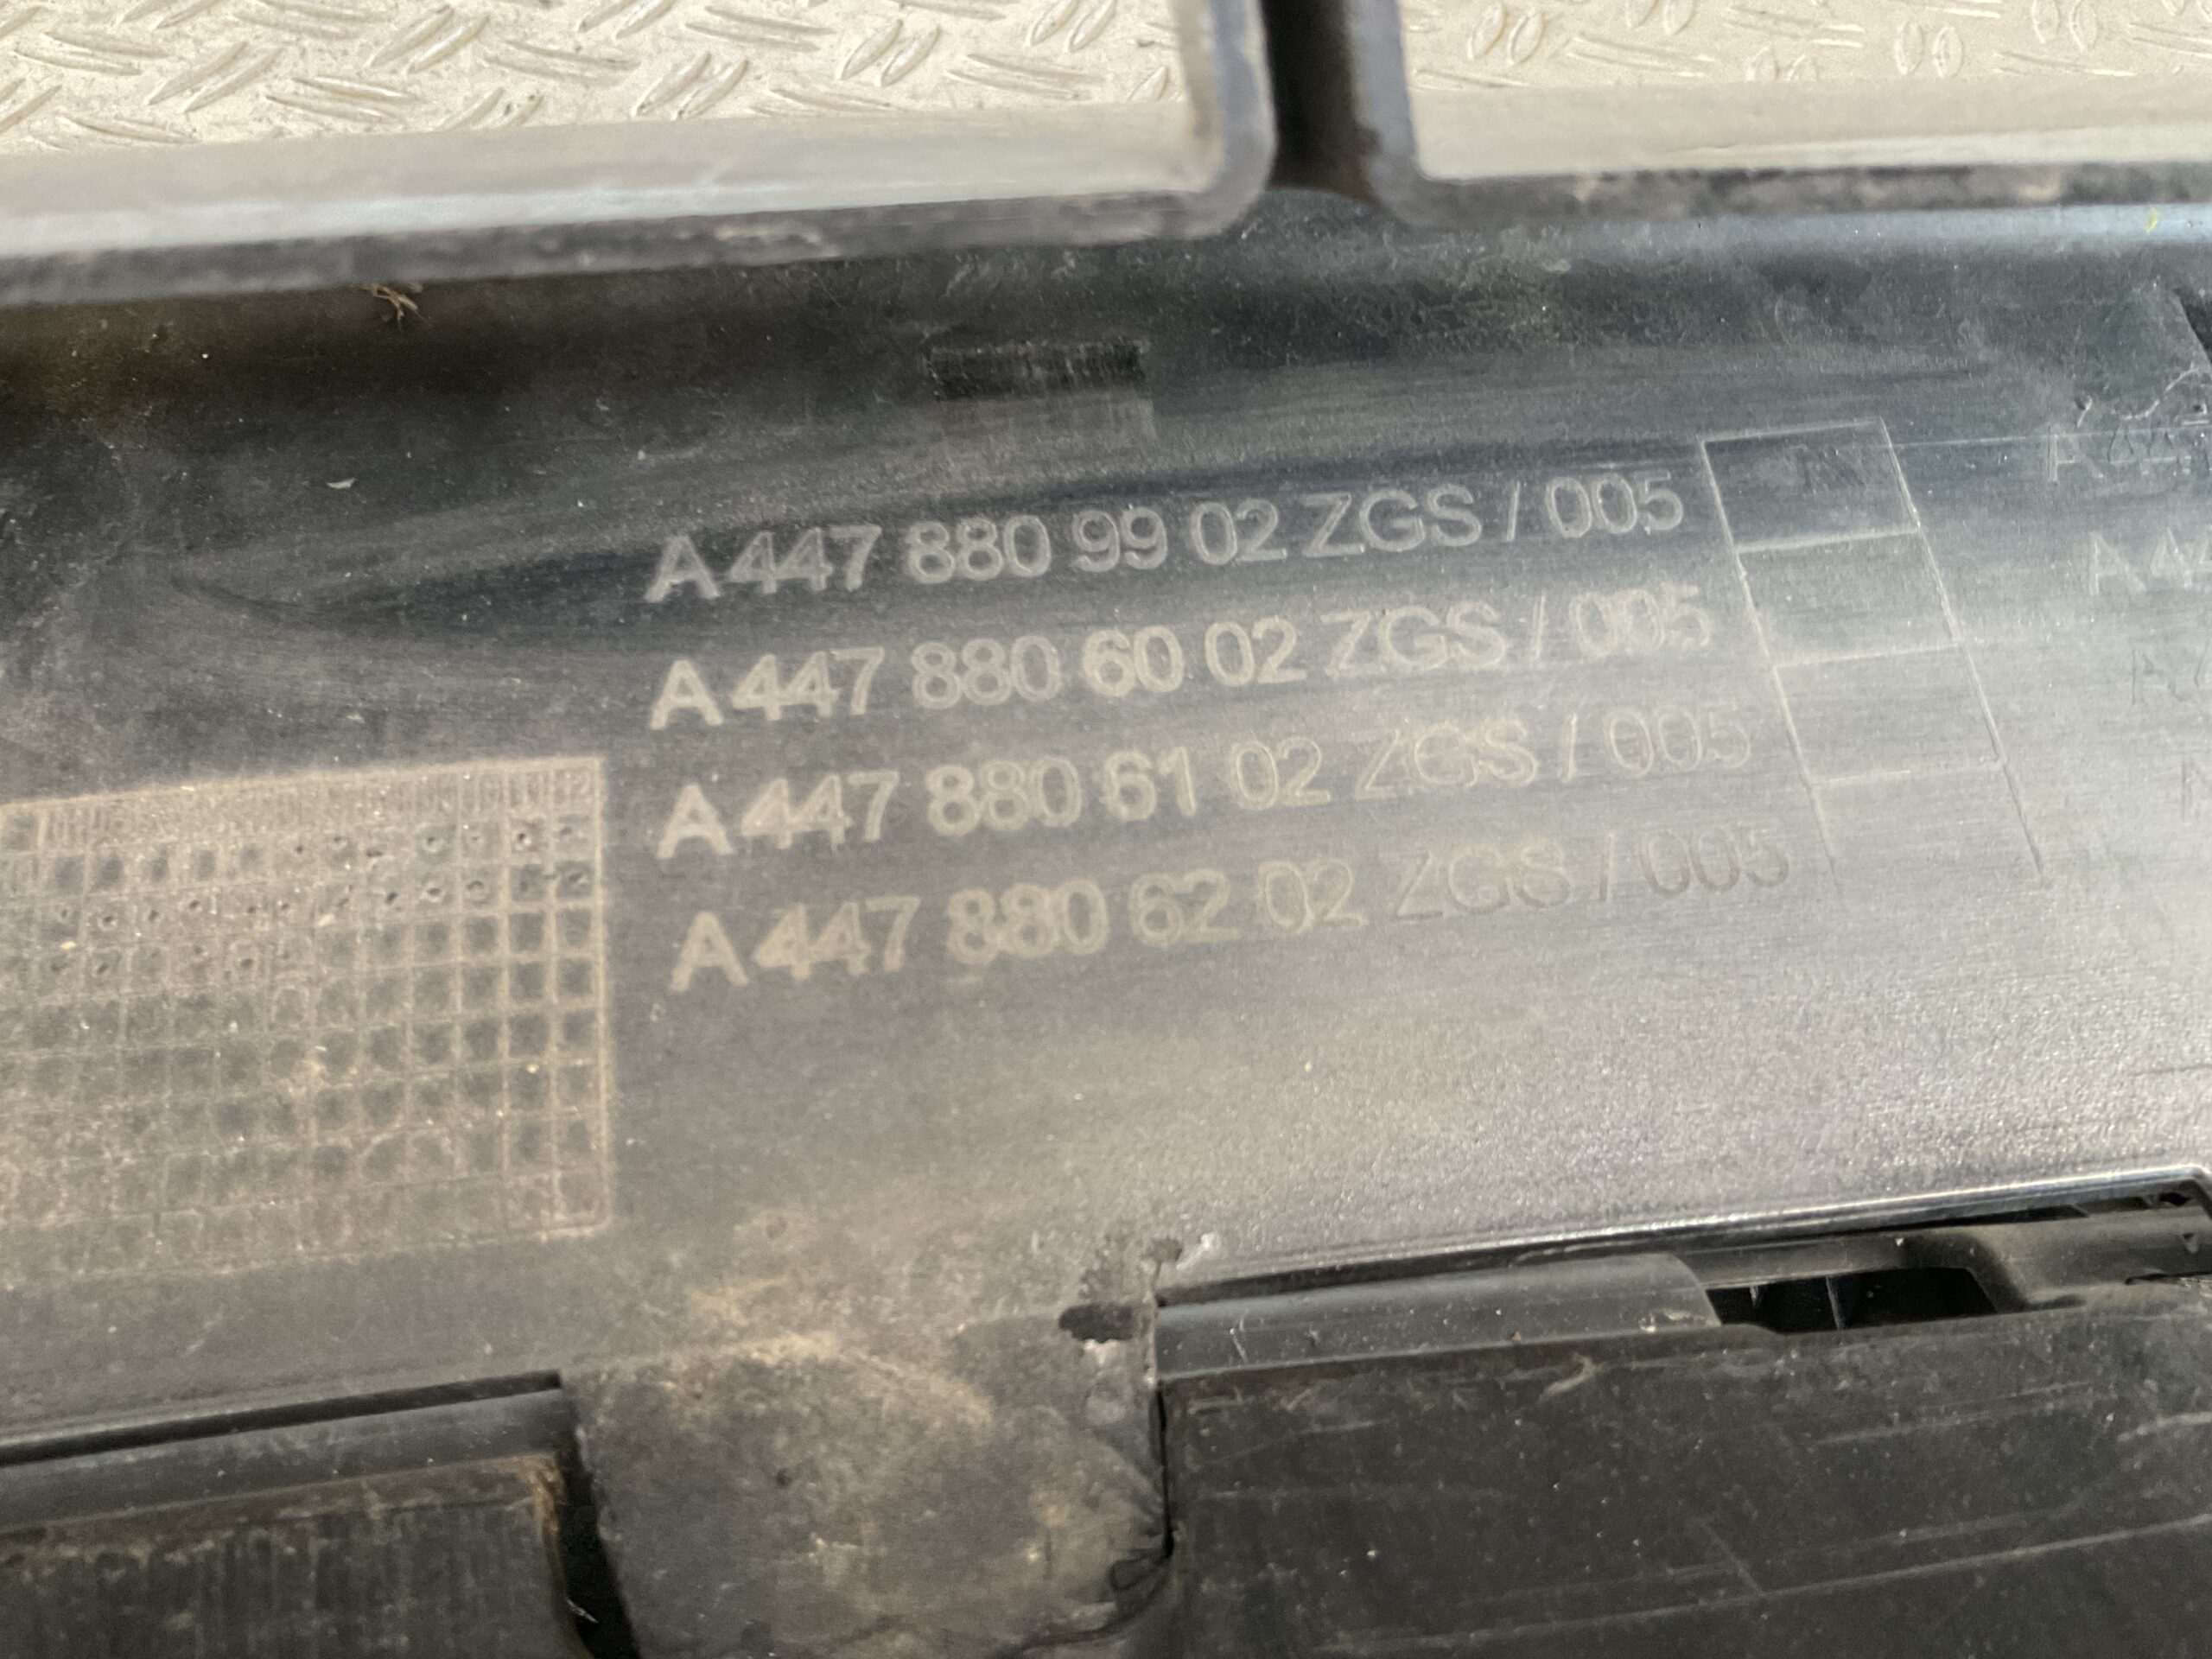 A 447 880 99 02 ZGS / 005
A 447 880 60 02 ZGS / 005
A 447 880 61 02 ZGS / 005
A 447 880 62 02 ZGS / 005